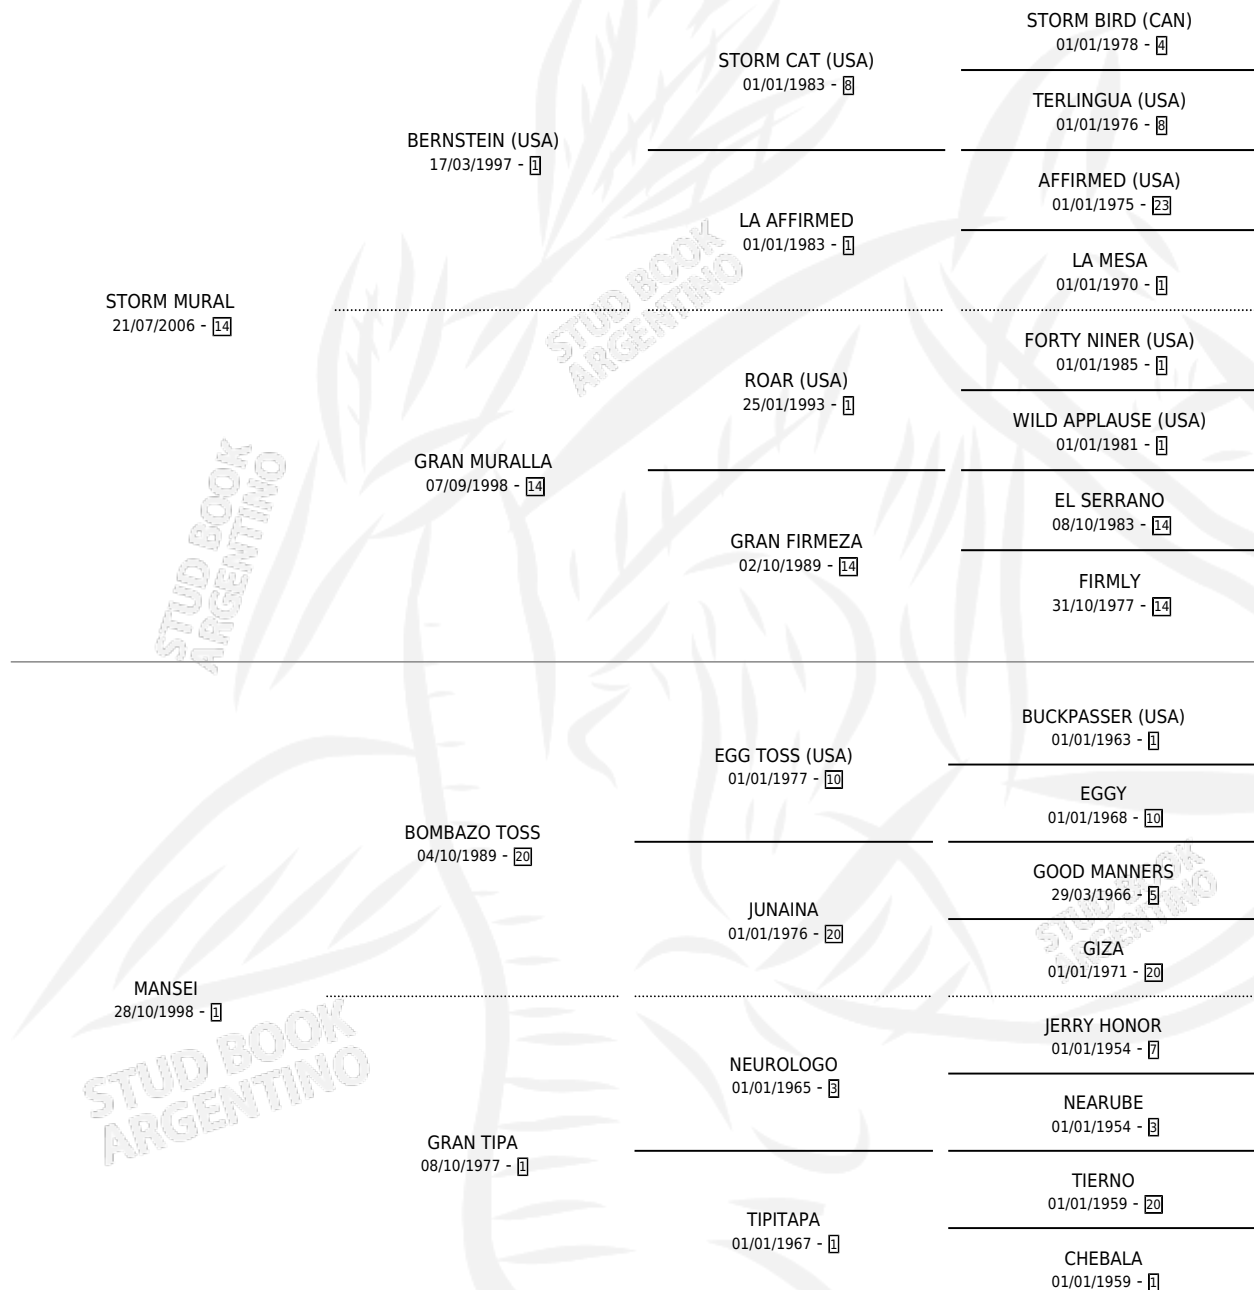 STORM BIRD (CAN)
01/01/1978 - 4
STORM CAT (USA)
01/01/1983 - 8
TERLINGUA (USA)
01/01/1976 - 8
BERNSTEIN (USA)
17/03/1997 - 1
AFFIRMED (USA)
01/01/1975 - 23
LA AFFIRMED
01/01/1983 - 1
LA MESA
01/01/1970 - 1
STORM MURAL
21/07/2006 - 14
FORTY NINER (USA)
01/01/1985 - 1
ROAR (USA)
25/01/1993 - 1
WILD APPLAUSE (USA)
01/01/1981 - 1
GRAN MURALLA
07/09/1998 - 14
EL SERRANO
08/10/1983 - 14
GRAN FIRMEZA
02/10/1989 - 14
FIRMLY
31/10/1977 - 14
BUCKPASSER (USA)
01/01/1963 - 1
EGG TOSS (USA)
01/01/1977 - 10
EGGY
01/01/1968 - 10
BOMBAZO TOSS
04/10/1989 - 20
GOOD MANNERS
29/03/1966 - 5
JUNAINA
01/01/1976 - 20
GIZA
01/01/1971 - 20
MANSEI
28/10/1998 - 1
JERRY HONOR
01/01/1954 - 7
NEUROLOGO
01/01/1965 - 3
NEARUBE
01/01/1954 - 3
GRAN TIPA
08/10/1977 - 1
TIERNO
01/01/1959 - 20
TIPITAPA
01/01/1967 - 1
CHEBALA
01/01/1959 - 1
STUD BOOK
ARGENTINO
STUD BOOK
ARGENTINO
STUD BOOK
ARGENTINO
STUD BOOK
ARGENTINO